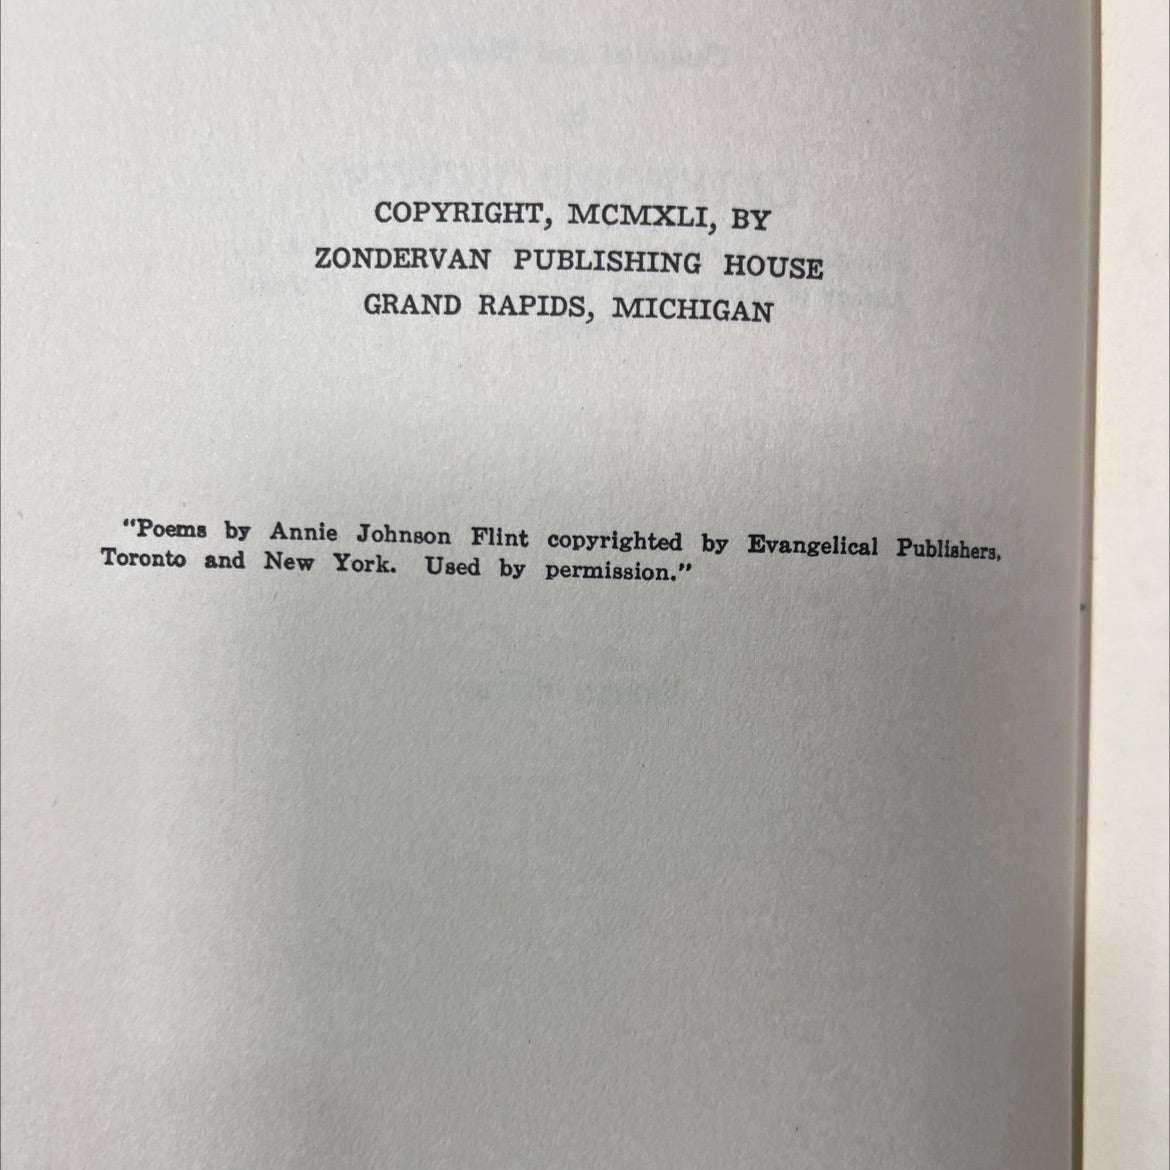 COPYRIGHT, MCMXLI, BY
ZONDERVAN PUBLISHING HOUSE
GRAND RAPIDS, MICHIGAN
“Poems by Annie Johnson Flint copyrighted by Evangelical Publishers,
Toronto and New York. Used by permission.”